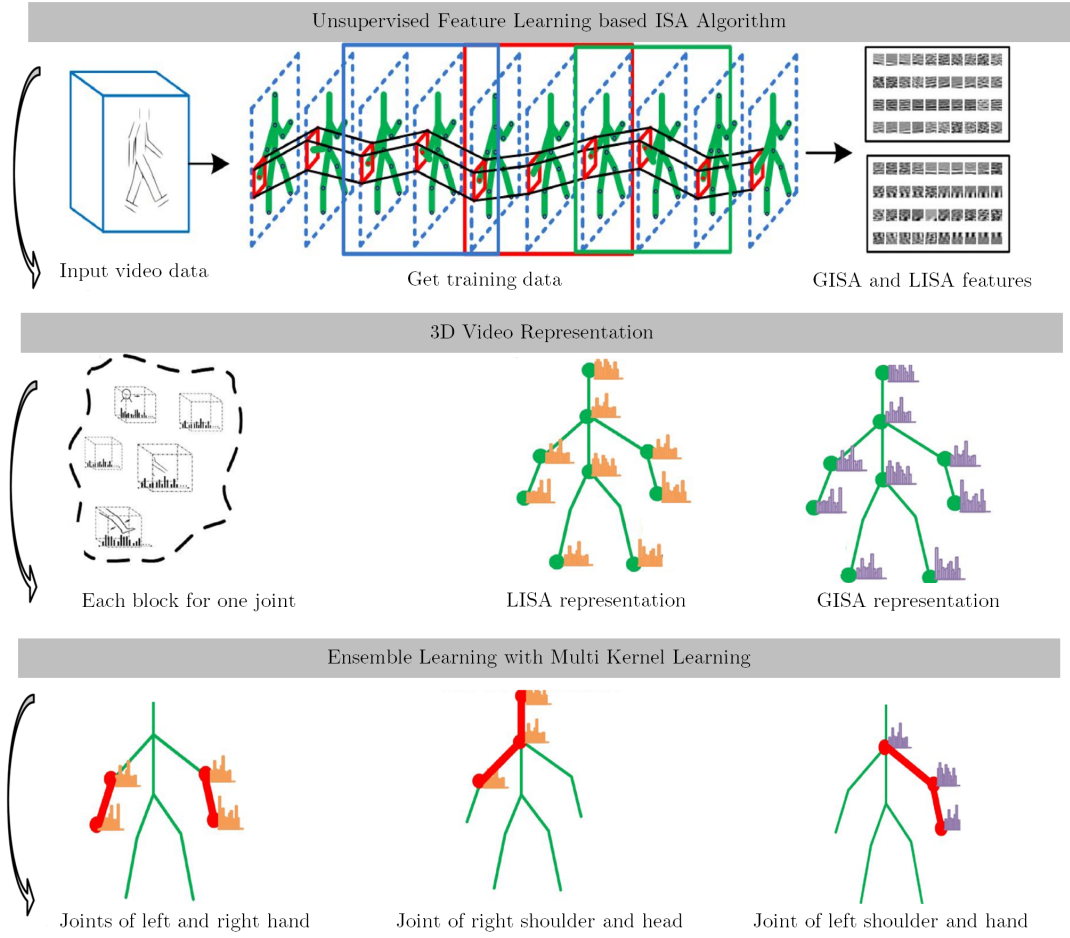 Unsupervised Feature Learning based ISA Algorithm
Input video data
Get training data
GISA and LISA features
3D Video Representation
Each block for one joint
LISA representation
GISA representation
Ensemble Learning with Multi Kernel Learning
Joints of left and right hand
Joint of right shoulder and head
Joint of left shoulder and hand